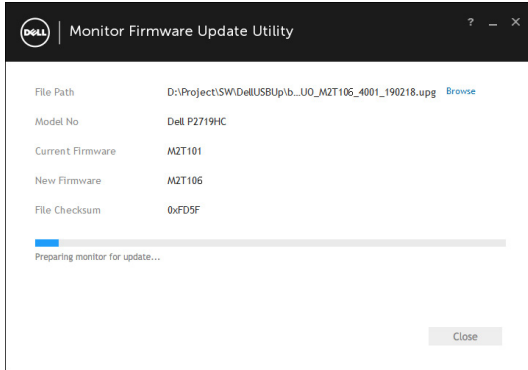 DELL
Monitor Firmware Update Utility
? _ ×
File Path D:\Project\SW\DellUSBUp\b...UO_M2T106_4001_190218.upg Browse
Model No Dell P2719HC
Current Firmware M2T101
New Firmware M2T106
File Checksum 0xFD5F
Preparing monitor for update...
Close